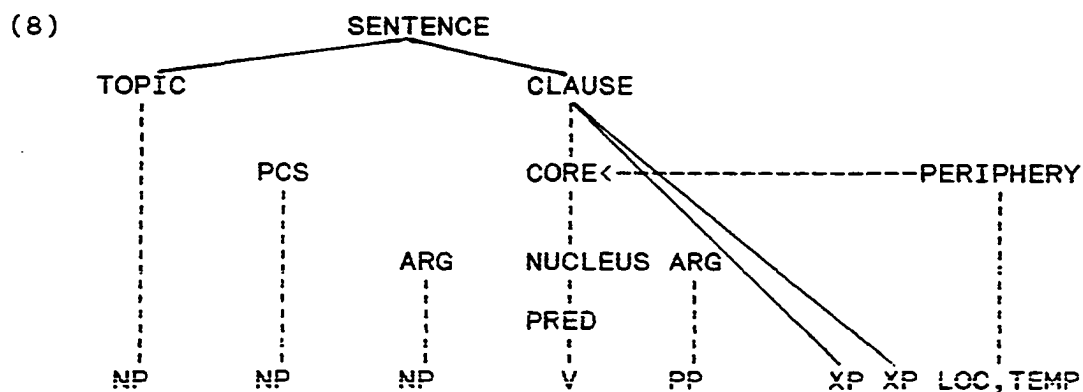 (8) SENTENCE
TOPIC CLAUSE
PCS CORE<--------------------PERIPHERY
ARG NUCLEUS ARG
PRED
NP NP NP V PP XP XP LOC,TEMP